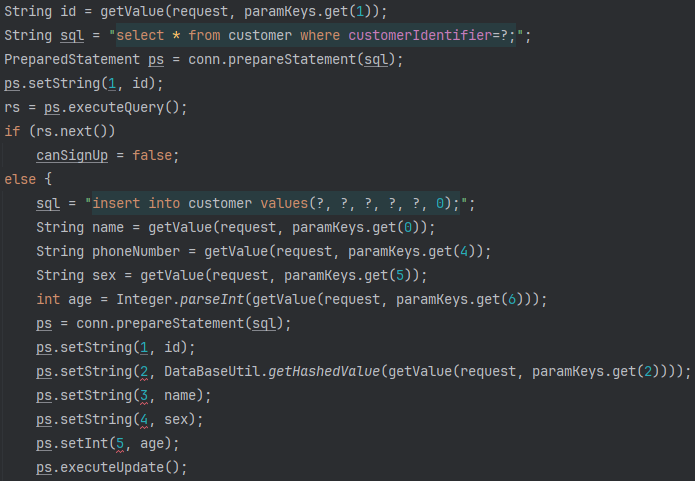 String id = getValue(request, paramKeys.get(1));
String sql = "select * from customer where customerIdentifier=?;";
PreparedStatement ps = conn.prepareStatement(sql);
ps.setString(1, id);
rs = ps.executeQuery();
if (rs.next())
    canSignUp = false;
else {
    sql = "insert into customer values(?, ?, ?, ?, ?, 0);";
    String name = getValue(request, paramKeys.get(0));
    String phoneNumber = getValue(request, paramKeys.get(4));
    String sex = getValue(request, paramKeys.get(5));
    int age = Integer.parseInt(getValue(request, paramKeys.get(6)));
    ps = conn.prepareStatement(sql);
    ps.setString(1, id);
    ps.setString(2, DataBaseUtil.getHashedValue(getValue(request, paramKeys.get(2))));
    ps.setString(3, name);
    ps.setString(4, sex);
    ps.setInt(5, age);
    ps.executeUpdate();